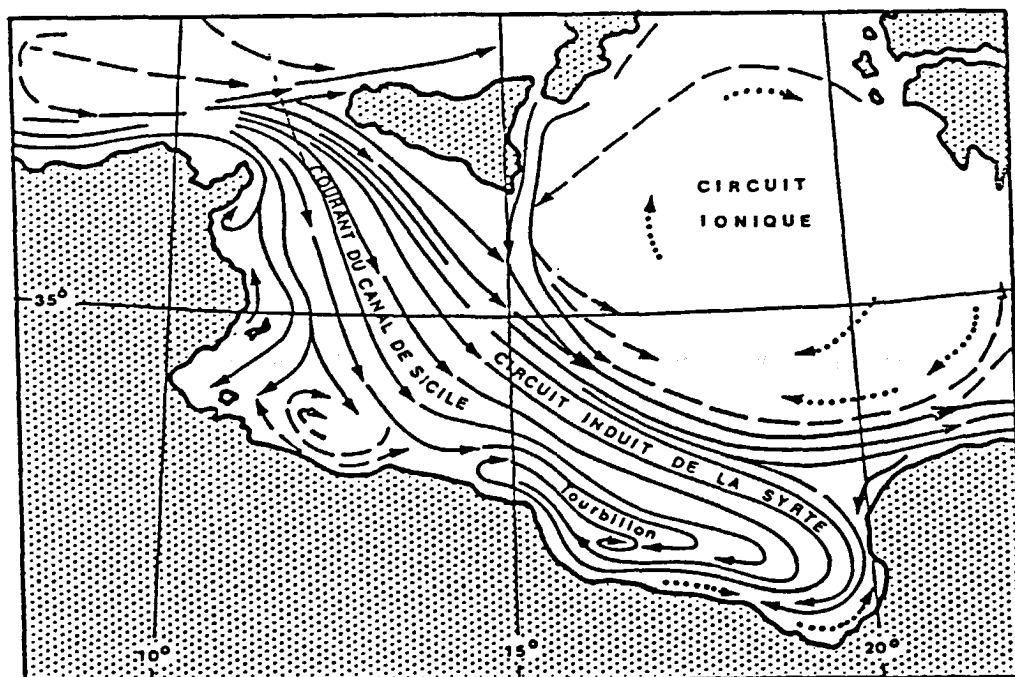 CIRCUIT
IONIQUE
COURANT DU CANAL DE SICILE
35°
CIRCUIT INDUIT DE LA SYRTE
Tourbillon
10°
15°
20°